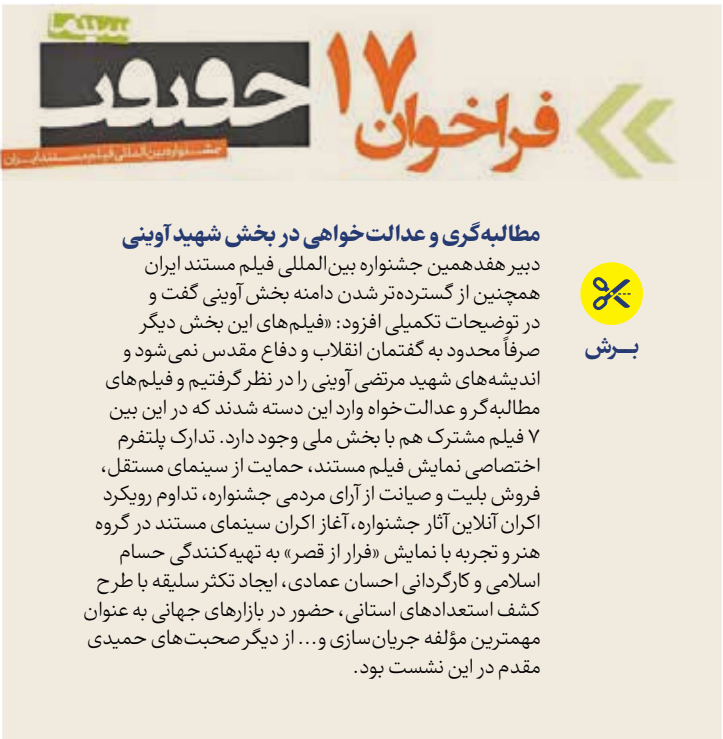 سینما
فراخوان ۱۷ حقیقت
جشنواره بین‌المللی فیلم مستند ایران
مطالبه‌گری و عدالت‌خواهی در بخش شهید آوینی
برش
دبیر هفدهمین جشنواره بین‌المللی فیلم مستند ایران
همچنین از گسترده‌تر شدن دامنه بخش آوینی گفت و
در توضیحات تکمیلی افزود: «فیلم‌های این بخش دیگر
صرفاً محدود به گفتمان انقلاب و دفاع مقدس نمی‌شود و
اندیشه‌های شهید مرتضی آوینی را در نظر گرفتیم و فیلم‌های
مطالبه‌گر و عدالت‌خواه وارد این دسته شدند که در این بین
۷ فیلم مشترک هم با بخش ملی وجود دارد. تدارک پلتفرم
اختصاصی نمایش فیلم مستند، حمایت از سینمای مستقل،
فروش بلیت و صیانت از آرای مردمی جشنواره، تداوم رویکرد
اکران آنلاین آثار جشنواره، آغاز اکران سینمای مستند در گروه
هنر و تجربه با نمایش «فرار از قصر» به تهیه‌کنندگی حسام
اسلامی و کارگردانی احسان عمادی، ایجاد تکثر سلیقه با طرح
کشف استعدادهای استانی، حضور در بازارهای جهانی به عنوان
مهمترین مؤلفه جریان‌سازی و... از دیگر صحبت‌های حمیدی
مقدم در این نشست بود.